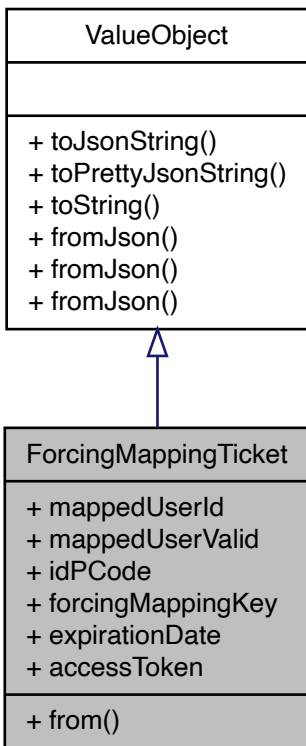 ValueObject
+ toJsonString()
+ toPrettyJsonString()
+ toString()
+ fromJson()
+ fromJson()
+ fromJson()
ForcingMappingTicket
+ mappedUserId
+ mappedUserValid
+ idPCode
+ forcingMappingKey
+ expirationDate
+ accessToken
+ from()